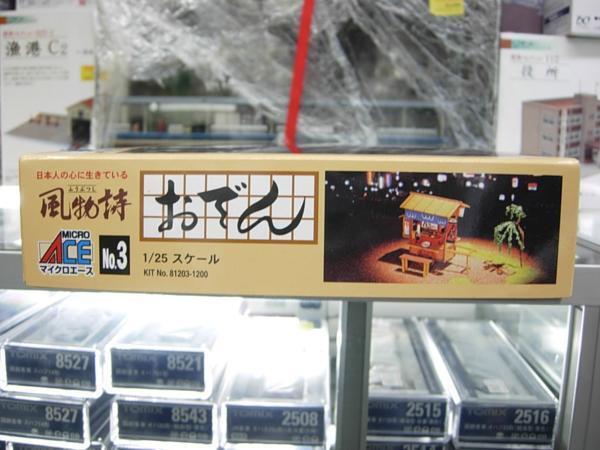 漁港 C2
役所
日本人の心に生きている
ふうぶつし
風物詩
おでん
MICRO
ACE
マイクロエース
No.3
1/25 スケール
KIT No. 81203-1200
TOMIX 8527
TOMIX 8521
TOMIX 8527
TOMIX 8543
TOMIX 2508
TOMIX 2515
TOMIX 2516